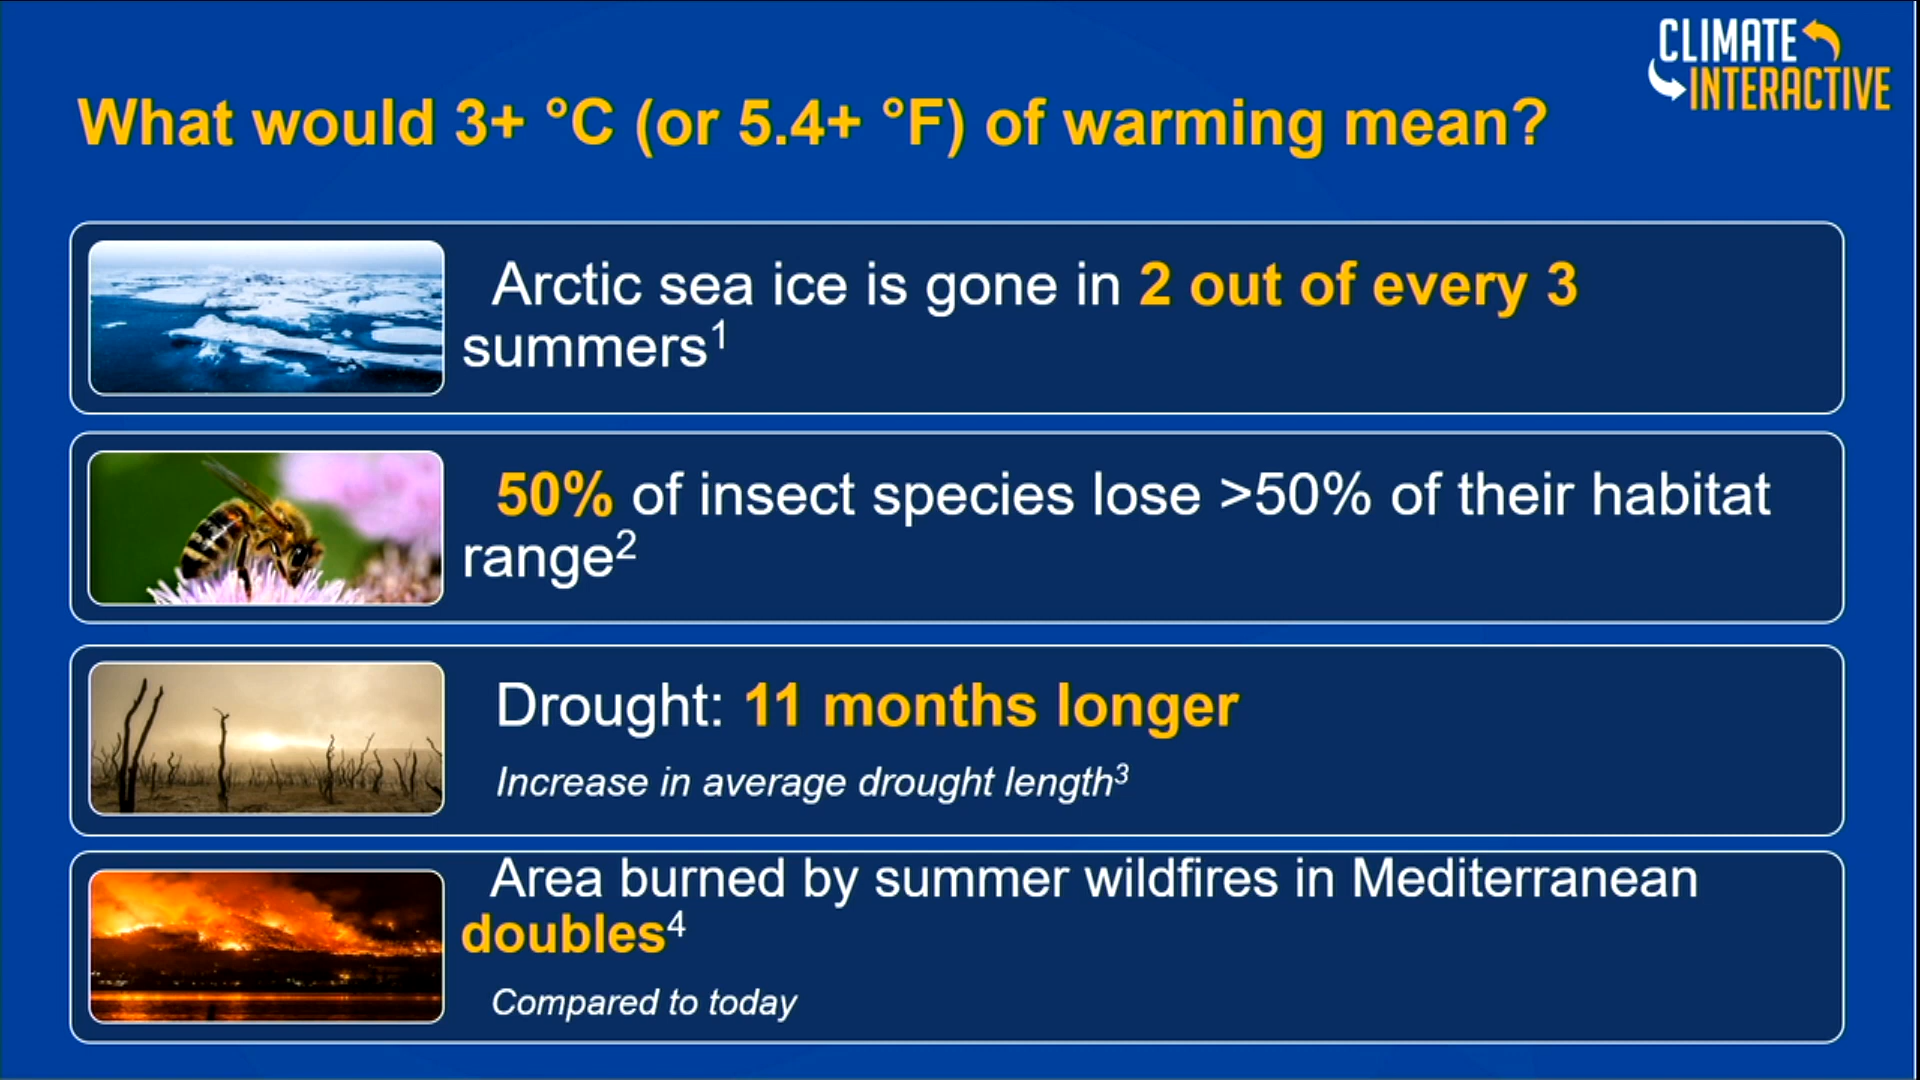 CLIMATE
INTERACTIVE
What would 3+ °C (or 5.4+ °F) of warming mean?
Arctic sea ice is gone in 2 out of every 3
summers¹
50% of insect species lose >50% of their habitat
range²
Drought: 11 months longer
Increase in average drought length³
Area burned by summer wildfires in Mediterranean
doubles⁴
Compared to today